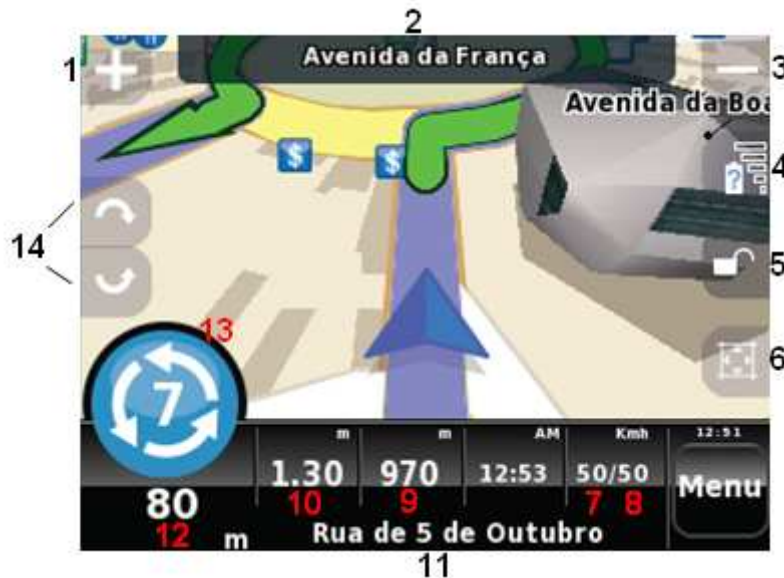 2
1
Avenida da França
3
Avenida da Boa
$
$
?
4
14
5
6
13
7
m
m
AM
Kmh
12:51
1.30
970
12:53
50/50
Menu
80
10
9
7
8
12
m
Rua de 5 de Outubro
11